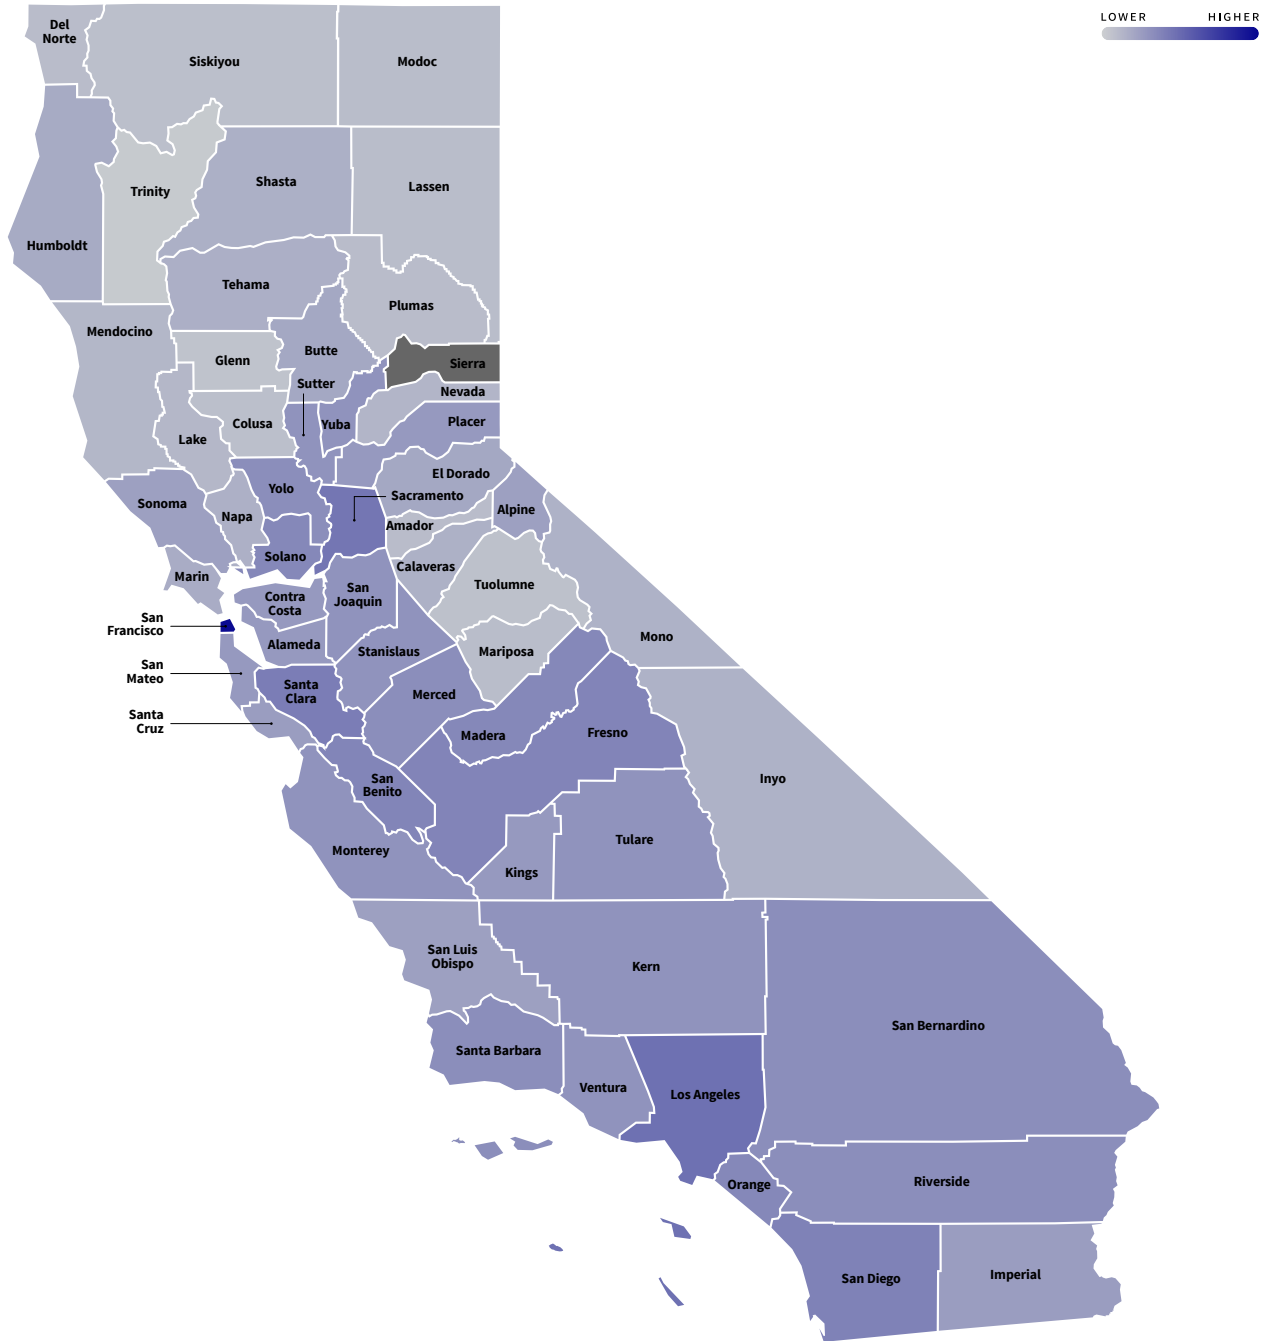 LOWER HIGHER
Del
Norte
Siskiyou
Modoc
Trinity
Shasta
Lassen
Humboldt
Tehama
Plumas
Mendocino
Glenn
Butte
Sierra
Sutter
Nevada
Colusa
Yuba
Placer
Lake
El Dorado
Yolo
Sacramento
Sonoma
Napa
Alpine
Amador
Solano
Calaveras
Marin
Tuolumne
Contra
Costa
San
Joaquin
San
Francisco
Mono
Alameda
Stanislaus
Mariposa
San
Mateo
Santa
Clara
Merced
Santa
Cruz
Madera
Fresno
San
Benito
Inyo
Tulare
Monterey
Kings
San Luis
Obispo
Kern
San Bernardino
Santa Barbara
Ventura
Los Angeles
Orange
Riverside
San Diego
Imperial